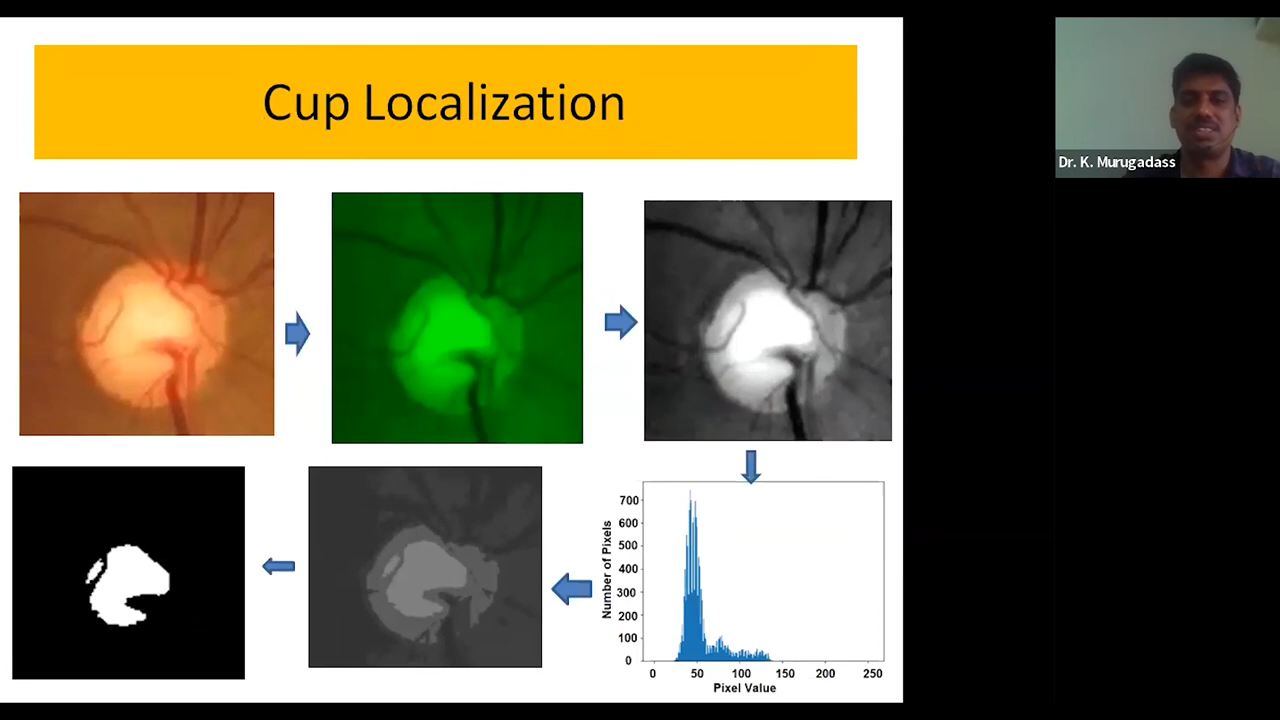 Cup Localization
Dr. K. Murugadass
700
600
500
400
300
200
100
0
Number of Pixels
0 50 100 150 200 250
Pixel Value